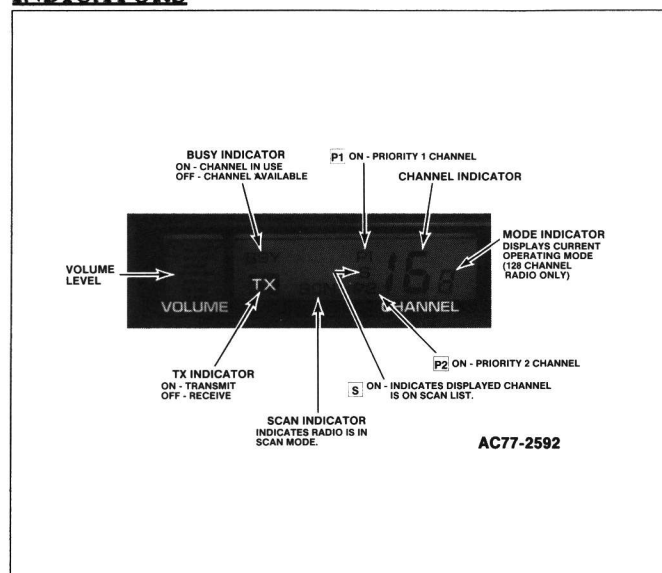 BUSY INDICATOR
ON - CHANNEL IN USE
OFF - CHANNEL AVAILABLE
P1 ON - PRIORITY 1 CHANNEL
CHANNEL INDICATOR
MODE INDICATOR
DISPLAYS CURRENT
OPERATING MODE
(128 CHANNEL
RADIO ONLY)
VOLUME
LEVEL
BSY
P1
S
16
8
TX
SCN
P2
VOLUME
CHANNEL
P2 ON - PRIORITY 2 CHANNEL
TX INDICATOR
ON - TRANSMIT
OFF - RECEIVE
S ON - INDICATES DISPLAYED CHANNEL
IS ON SCAN LIST.
SCAN INDICATOR
INDICATES RADIO IS IN
SCAN MODE.
AC77-2592